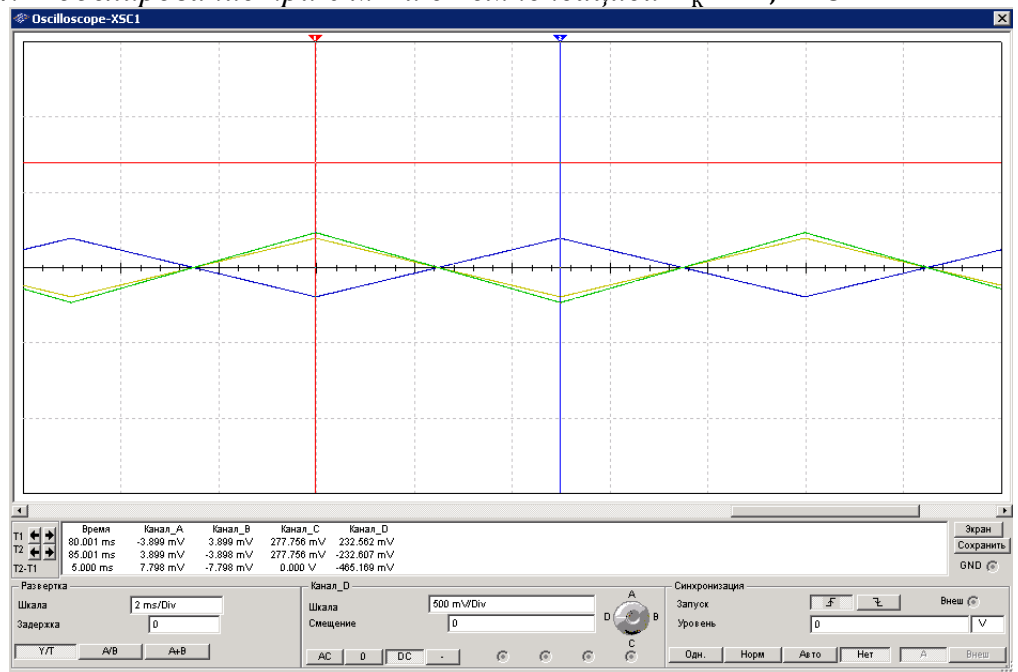 Oscilloscope-XSC1
1 2
Время Канал_A Канал_B Канал_C Канал_D
T1 80.001 ms -3.899 mV 3.899 mV 277.756 mV 232.562 mV
T2 85.001 ms 3.899 mV -3.898 mV 277.756 mV -232.607 mV
T2-T1 5.000 ms 7.798 mV -7.798 mV 0.000 V -465.169 mV
Экран
Сохранить
GND
Развертка
Шкала 2 ms/Div
Задержка 0
Y/T A/B A+B
Канал_D
Шкала 500 mV/Div
Смещение 0
AC 0 DC -
A
D B
C
Синхронизация
Запуск Внеш
Уровень 0 V
Одн. Норм Авто Нет A Внеш